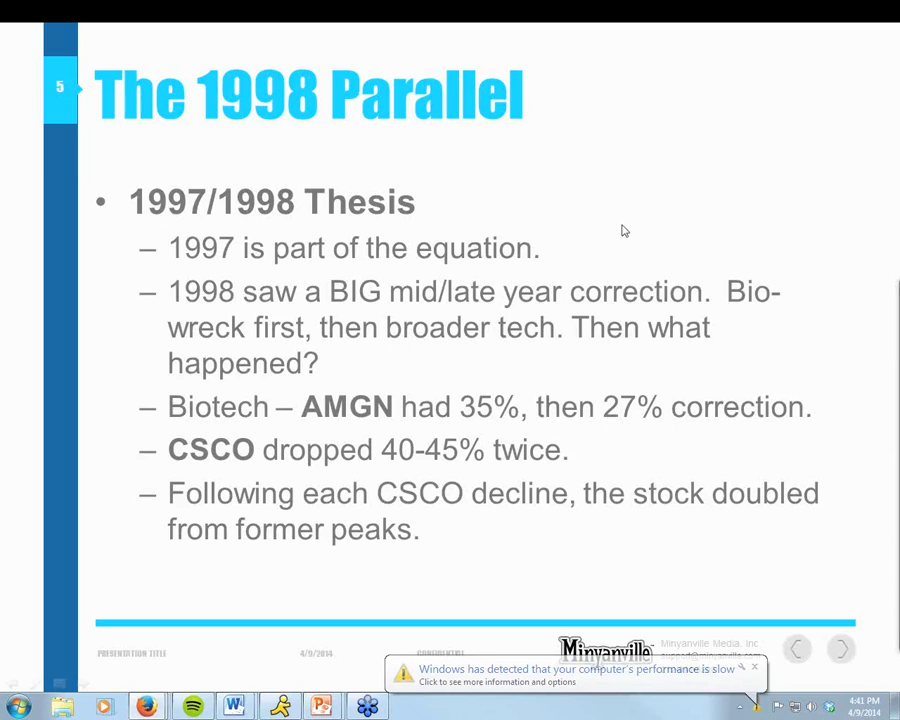 5
The 1998 Parallel
• 1997/1998 Thesis
– 1997 is part of the equation.
– 1998 saw a BIG mid/late year correction.  Bio-
wreck first, then broader tech. Then what
happened?
– Biotech – AMGN had 35%, then 27% correction.
– CSCO dropped 40-45% twice.
– Following each CSCO decline, the stock doubled
from former peaks.
PRESENTATION TITLE
4/9/2014
CONFIDENTIAL
Minyanville
Minyanville Media, Inc
Windows has detected that your computer's performance is slow
Click to see more information and options
4:41 PM
4/9/2014